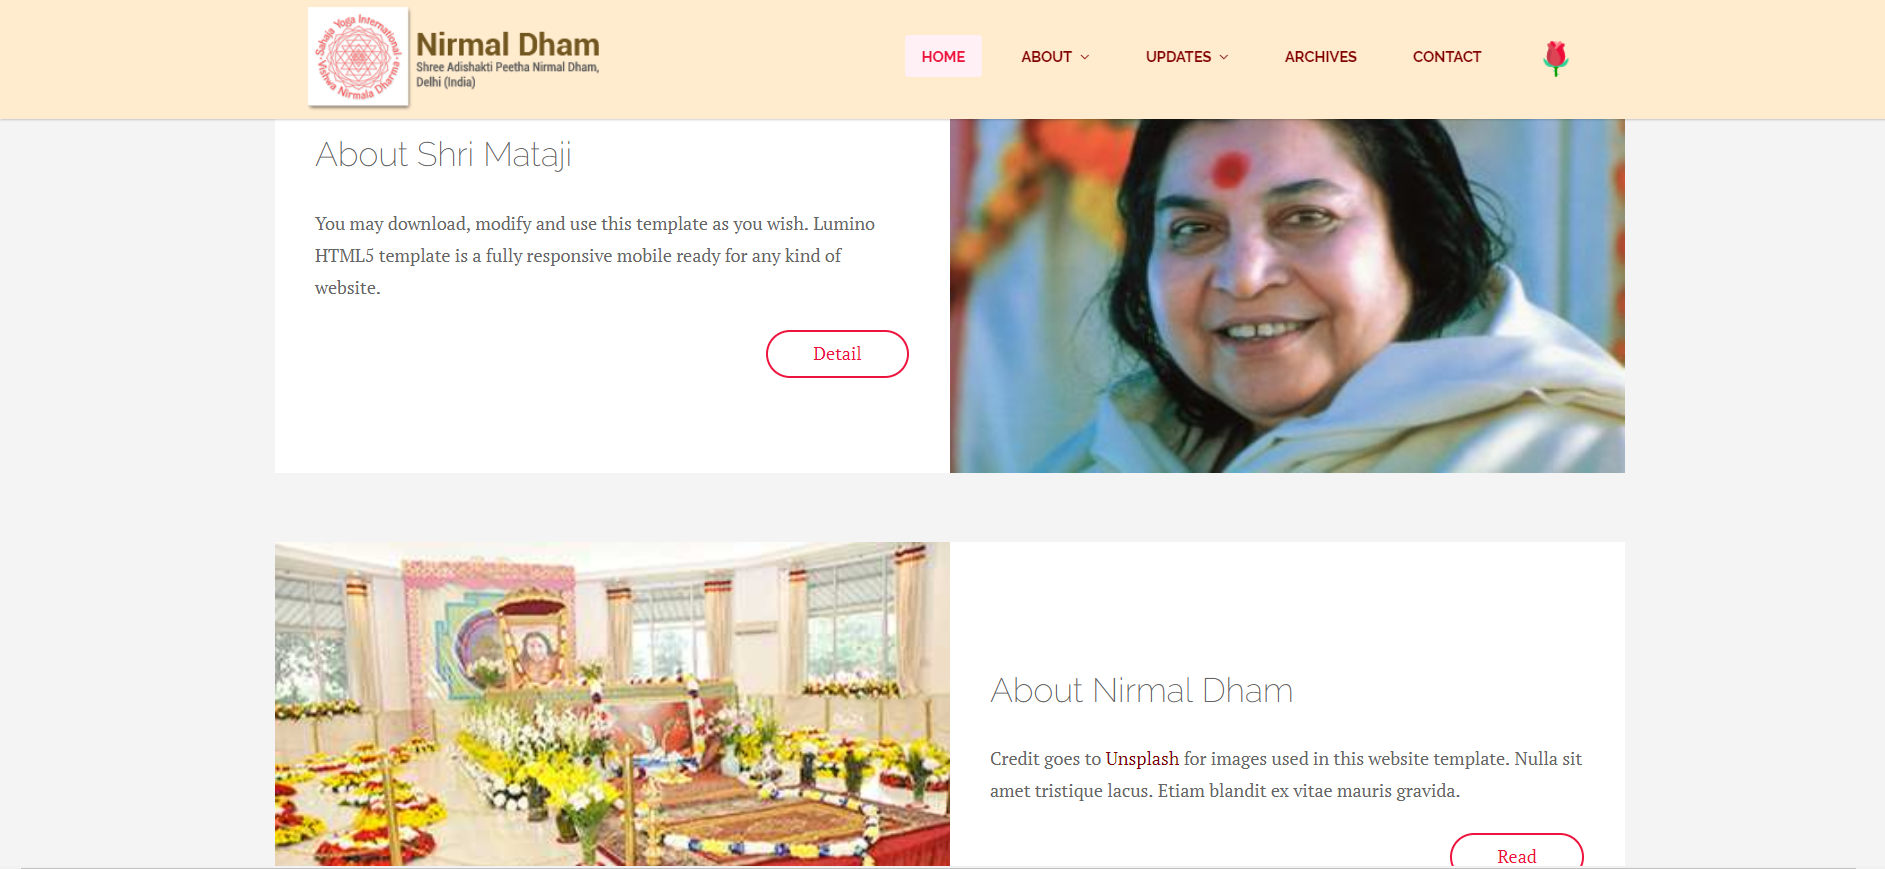 Sahaja Yoga International
Vishwa Nirmala Dharma
Nirmal Dham
Shree Adishakti Peetha Nirmal Dham,
Delhi (India)
HOME
ABOUT
UPDATES
ARCHIVES
CONTACT
About Shri Mataji
You may download, modify and use this template as you wish. Lumino
HTML5 template is a fully responsive mobile ready for any kind of
website.
Detail
About Nirmal Dham
Credit goes to Unsplash for images used in this website template. Nulla sit
amet tristique lacus. Etiam blandit ex vitae mauris gravida.
Read